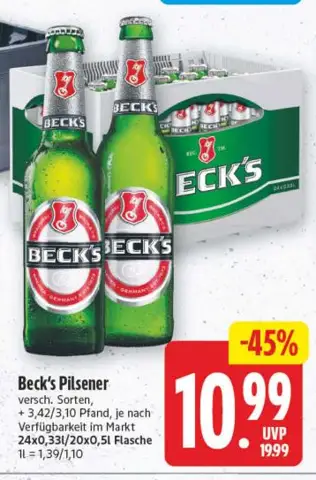 BECK'S
BECK'S
ECK'S
BECK'S
BECK'S
-45%
Beck's Pilsener
versch. Sorten,
+ 3,42/3,10 Pfand, je nach
Verfügbarkeit im Markt
24x0,33l/20x0,5l Flasche
1L = 1,39/1,10
10.99
UVP
19.99